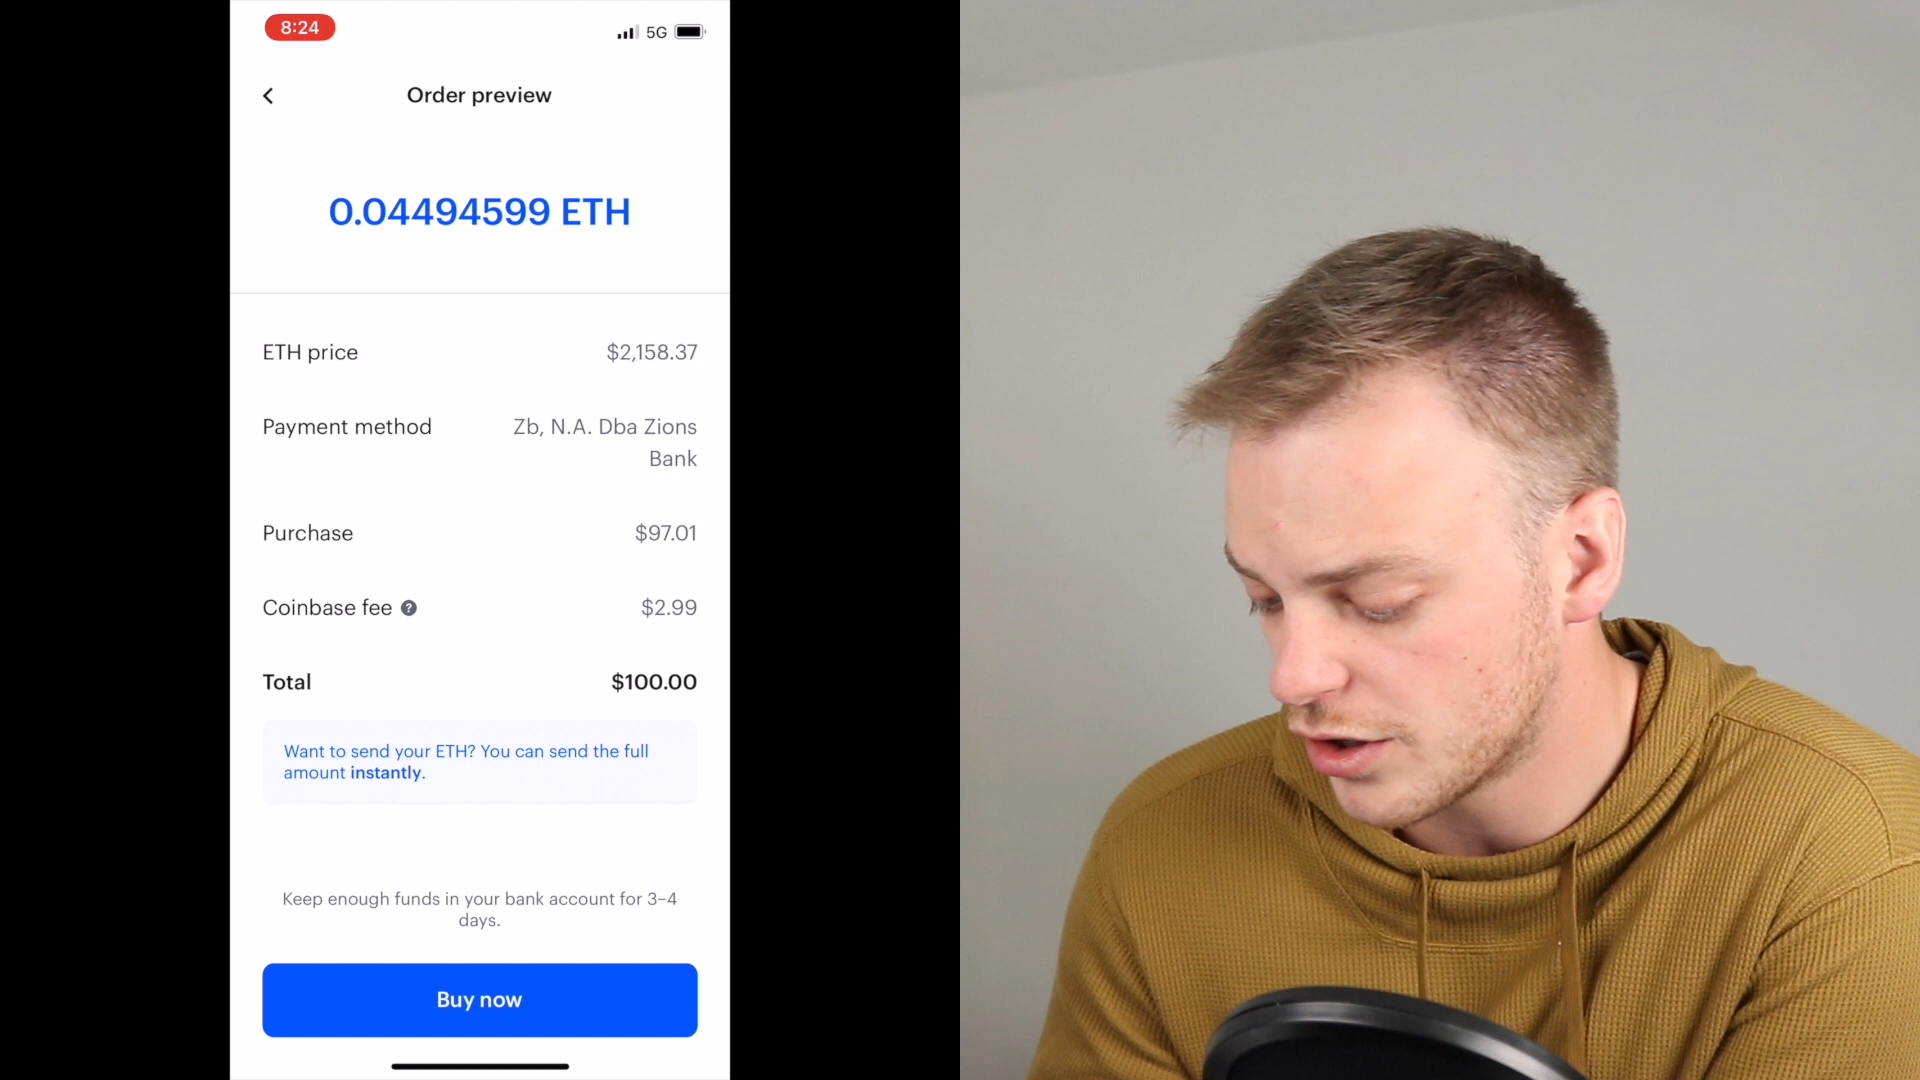 8:24
5G
Order preview
0.04494599 ETH
ETH price $2,158.37
Payment method Zb, N.A. Dba Zions
Bank
Purchase $97.01
Coinbase fee ? $2.99
Total $100.00
Want to send your ETH? You can send the full
amount instantly.
Keep enough funds in your bank account for 3–4
days.
Buy now